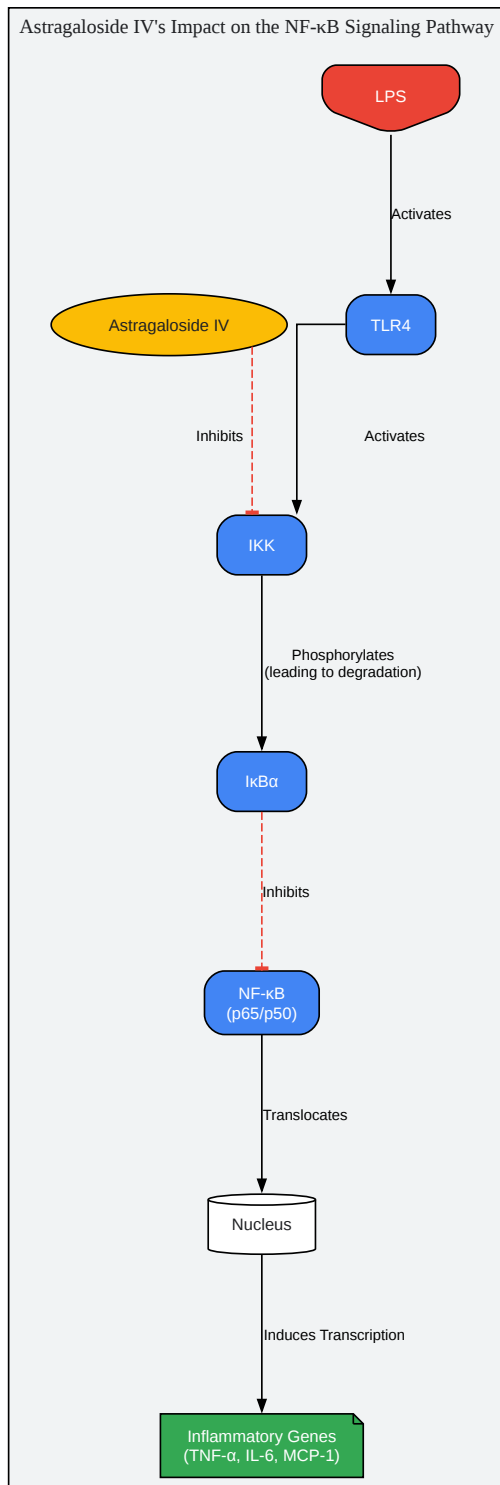 Astragaloside IV's Impact on the NF-κB Signaling Pathway
LPS
Activates
Astragaloside IV
TLR4
Inhibits
Activates
IKK
Phosphorylates
(leading to degradation)
IκBα
Inhibits
NF-κB
(p65/p50)
Translocates
Nucleus
Induces Transcription
Inflammatory Genes
(TNF-α, IL-6, MCP-1)